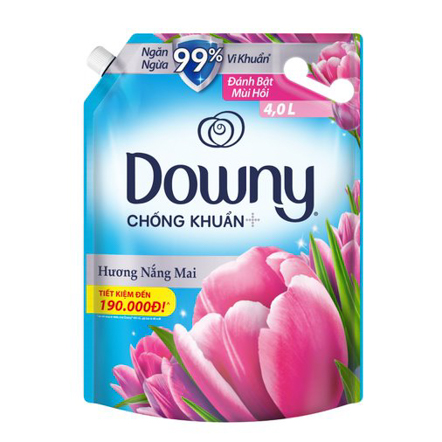 Ngăn
Ngừa
99% Vi Khuẩn*
Đánh Bật
Mùi Hôi
4,0 L
Downy®
CHỐNG KHUẨN+
Hương Nắng Mai
TIẾT KIỆM ĐẾN
190.000Đ!*